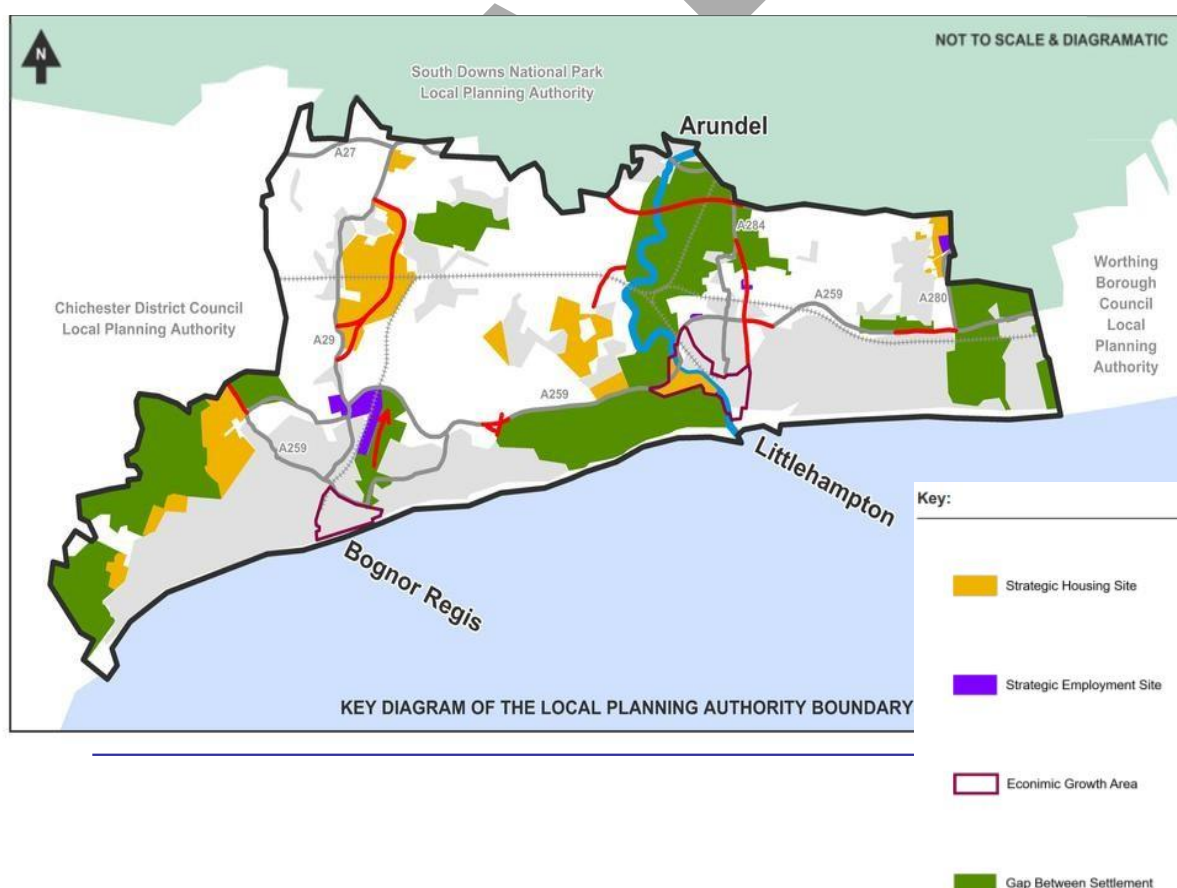 NOT TO SCALE & DIAGRAMATIC
N
South Downs National Park
Local Planning Authority
Arundel
A27
A284
Worthing
Borough
Council
Local
Planning
Authority
Chichester District Council
Local Planning Authority
A259
A280
A29
A259
A259
Littlehampton
Bognor Regis
KEY DIAGRAM OF THE LOCAL PLANNING AUTHORITY BOUNDARY
Key:
Strategic Housing Site
Strategic Employment Site
Econimic Growth Area
Gap Between Settlement